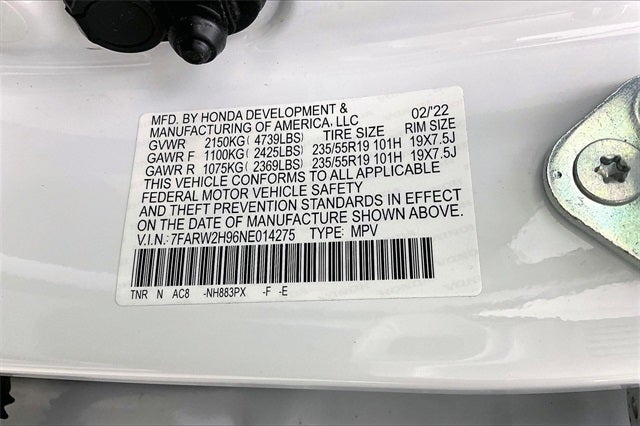 MFD. BY HONDA DEVELOPMENT & 02/'22
MANUFACTURING OF AMERICA, LLC
GVWR 2150KG( 4739LBS) TIRE SIZE RIM SIZE
GAWR F 1100KG( 2425LBS) 235/55R19 101H 19X7.5J
GAWR R 1075KG( 2369LBS) 235/55R19 101H 19X7.5J
THIS VEHICLE CONFORMS TO ALL APPLICABLE
FEDERAL MOTOR VEHICLE SAFETY
AND THEFT PREVENTION STANDARDS IN EFFECT
ON THE DATE OF MANUFACTURE SHOWN ABOVE.
V.I.N.: 7FARW2H96NE014275 TYPE: MPV
TNR N AC8 -NH883PX -F -E